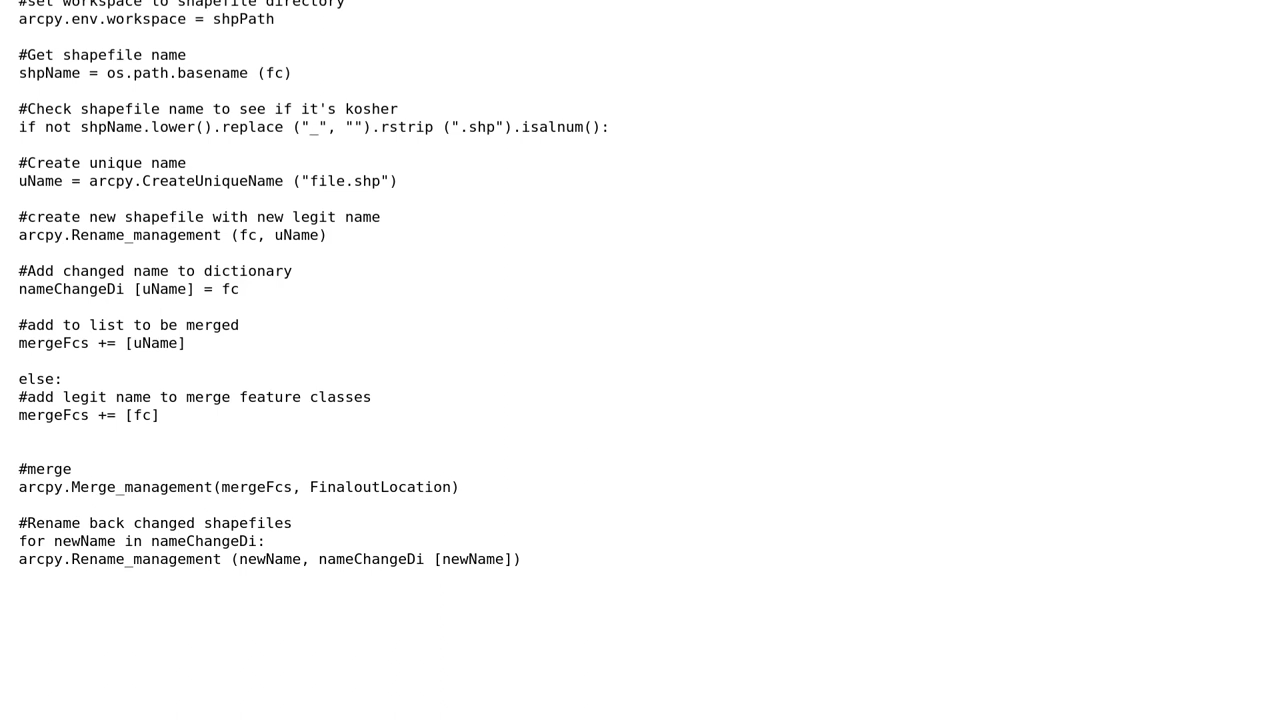 #set workspace to shapefile directory
arcpy.env.workspace = shpPath
#Get shapefile name
shpName = os.path.basename (fc)
#Check shapefile name to see if it's kosher
if not shpName.lower().replace ("_", "").rstrip (".shp").isalnum():
#Create unique name
uName = arcpy.CreateUniqueName ("file.shp")
#create new shapefile with new legit name
arcpy.Rename_management (fc, uName)
#Add changed name to dictionary
nameChangeDi [uName] = fc
#add to list to be merged
mergeFcs += [uName]
else:
#add legit name to merge feature classes
mergeFcs += [fc]
#merge
arcpy.Merge_management(mergeFcs, FinaloutLocation)
#Rename back changed shapefiles
for newName in nameChangeDi:
arcpy.Rename_management (newName, nameChangeDi [newName])